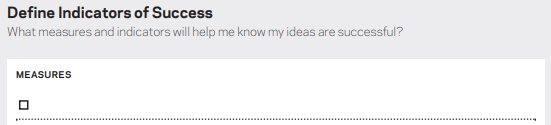 Define Indicators of Success
What measures and indicators will help me know my ideas are successful?
MEASURES